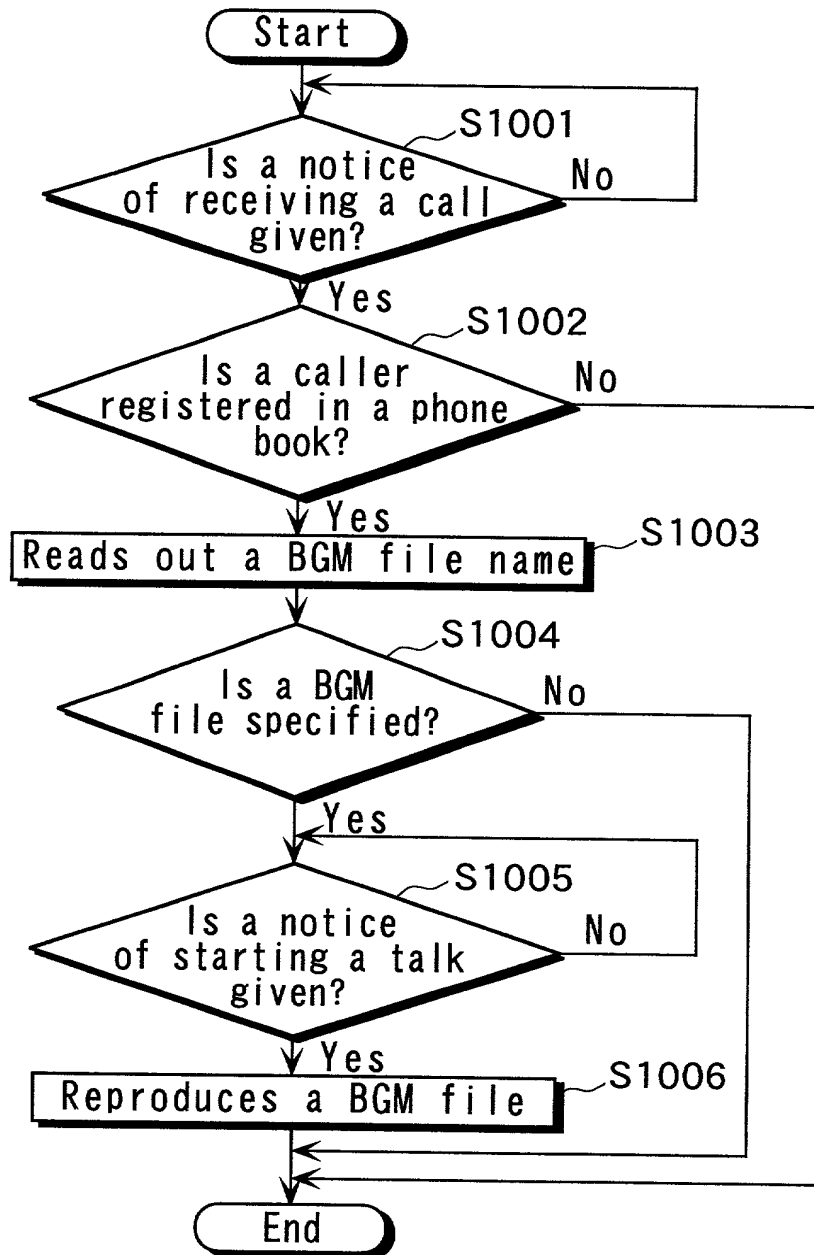 Start
S1001
Is a notice
of receiving a call
given?
No
Yes
S1002
Is a caller
registered in a phone
book?
No
Yes
S1003
Reads out a BGM file name
S1004
Is a BGM
file specified?
No
Yes
S1005
Is a notice
of starting a talk
given?
No
Yes
S1006
Reproduces a BGM file
End